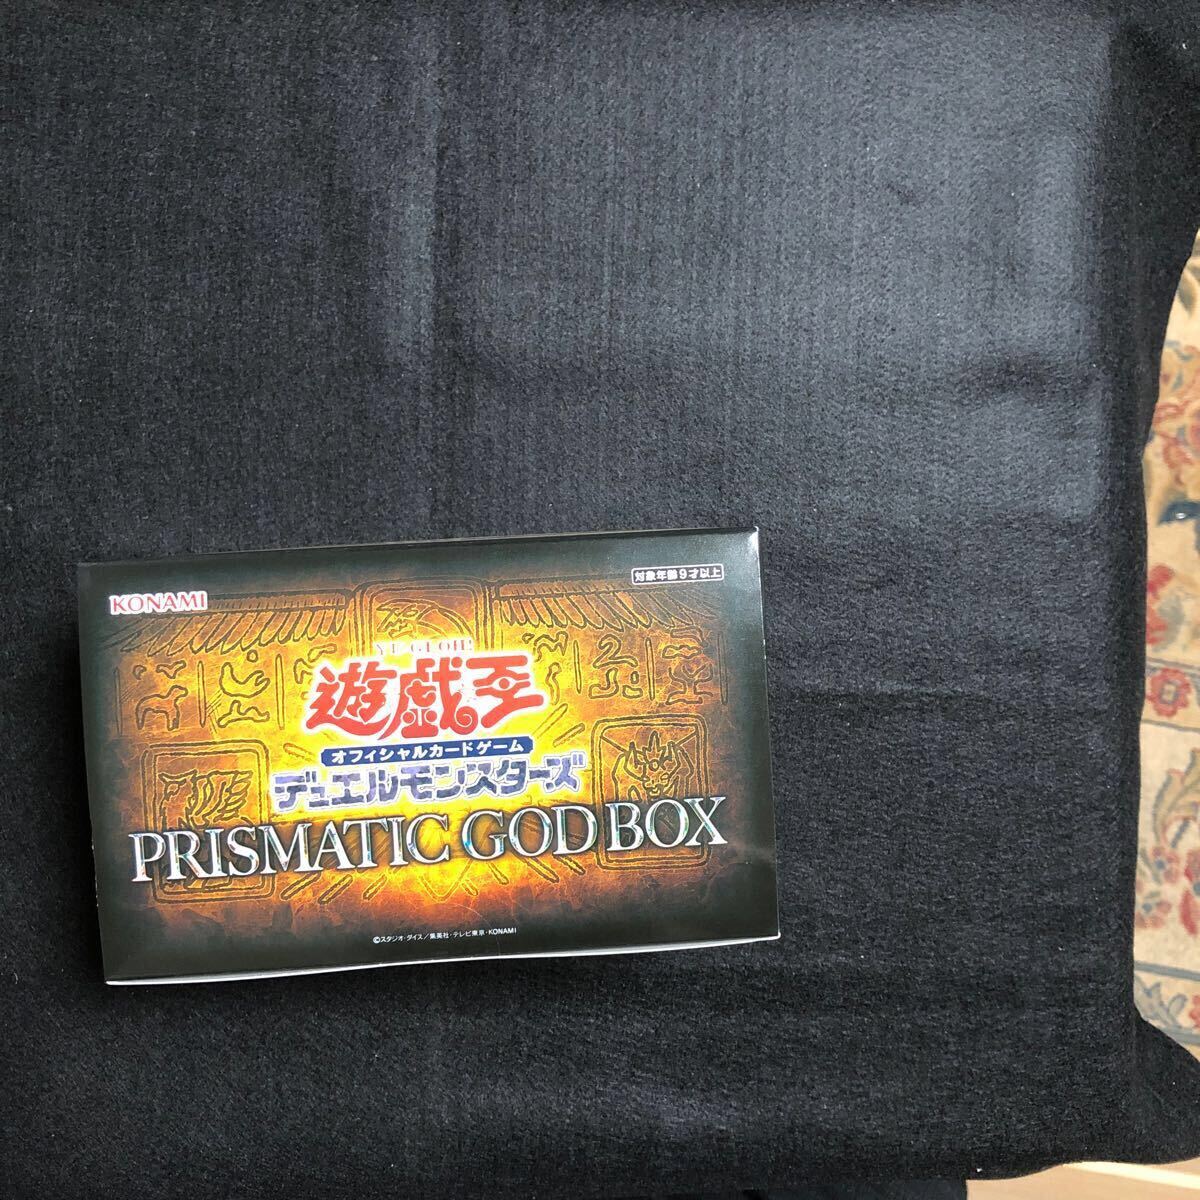 対象年齢9才以上
KONAMI
YU-GI-OH!
遊戯王
オフィシャルカードゲーム
デュエルモンスターズ
PRISMATIC GOD BOX
©スタジオ・ダイス/集英社・テレビ東京・KONAMI